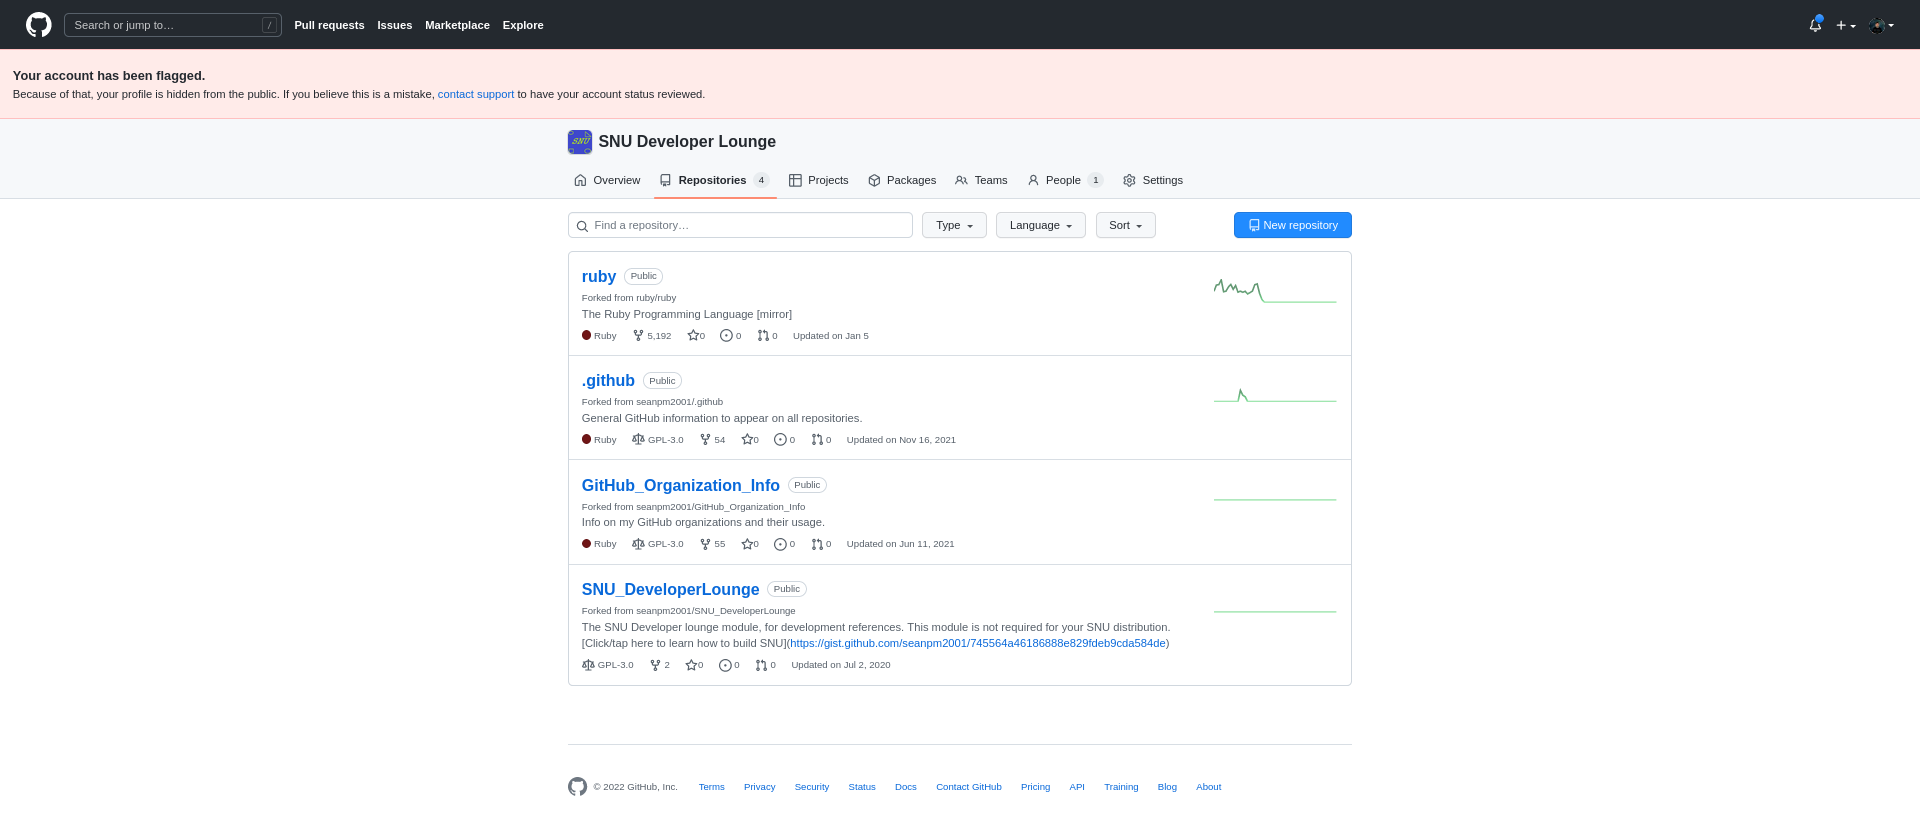 Search or jump to… /
Pull requests Issues Marketplace Explore
Your account has been flagged.
Because of that, your profile is hidden from the public. If you believe this is a mistake, contact support to have your account status reviewed.
SNU SNU Developer Lounge
Overview Repositories 4 Projects Packages Teams People 1 Settings
Find a repository… Type Language Sort New repository
ruby Public
Forked from ruby/ruby
The Ruby Programming Language [mirror]
Ruby 5,192 0 0 0 Updated on Jan 5
.github Public
Forked from seanpm2001/.github
General GitHub information to appear on all repositories.
Ruby GPL-3.0 54 0 0 0 Updated on Nov 16, 2021
GitHub_Organization_Info Public
Forked from seanpm2001/GitHub_Organization_Info
Info on my GitHub organizations and their usage.
Ruby GPL-3.0 55 0 0 0 Updated on Jun 11, 2021
SNU_DeveloperLounge Public
Forked from seanpm2001/SNU_DeveloperLounge
The SNU Developer lounge module, for development references. This module is not required for your SNU distribution.
[Click/tap here to learn how to build SNU](https://gist.github.com/seanpm2001/745564a46186888e829fdeb9cda584de)
GPL-3.0 2 0 0 0 Updated on Jul 2, 2020
© 2022 GitHub, Inc. Terms Privacy Security Status Docs Contact GitHub Pricing API Training Blog About